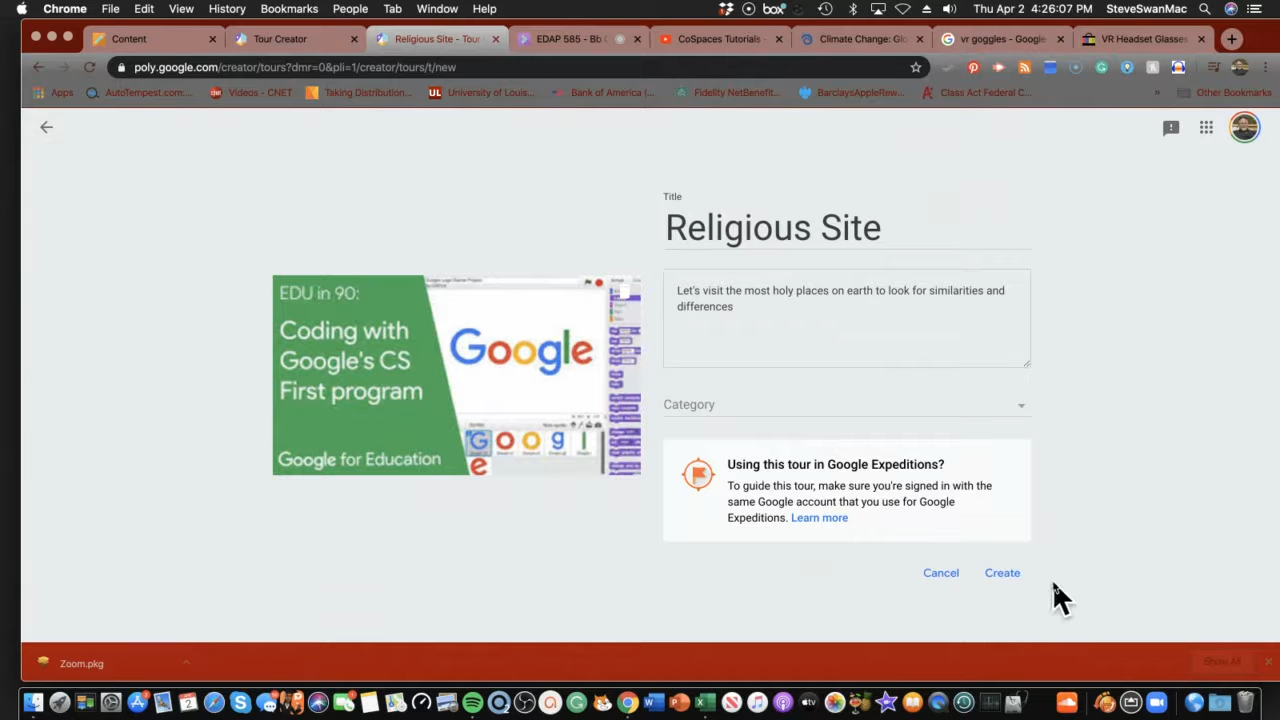 Chrome File Edit View History Bookmarks People Tab Window Help box Thu Apr 2 4:26:07 PM SteveSwanMac
Content Tour Creator Religious Site - Tour EDAP 585 - Bb C CoSpaces Tutorials - Climate Change: Glo vr goggles - Google VR Headset Glasses
poly.google.com/creator/tours?dmr=0&pli=1/creator/tours/t/new
Apps AutoTempest.com:... Videos - CNET Taking Distribution... University of Louis... Bank of America (... Fidelity NetBenefit... BarclaysAppleRew... Class Act Federal C... » Other Bookmarks
Title
Religious Site
Let's visit the most holy places on earth to look for similarities and
differences
EDU in 90:
Coding with
Google's CS
First program
Google
Google for Education
Category
Using this tour in Google Expeditions?
To guide this tour, make sure you're signed in with the
same Google account that you use for Google
Expeditions. Learn more
Cancel Create
Zoom.pkg Show All